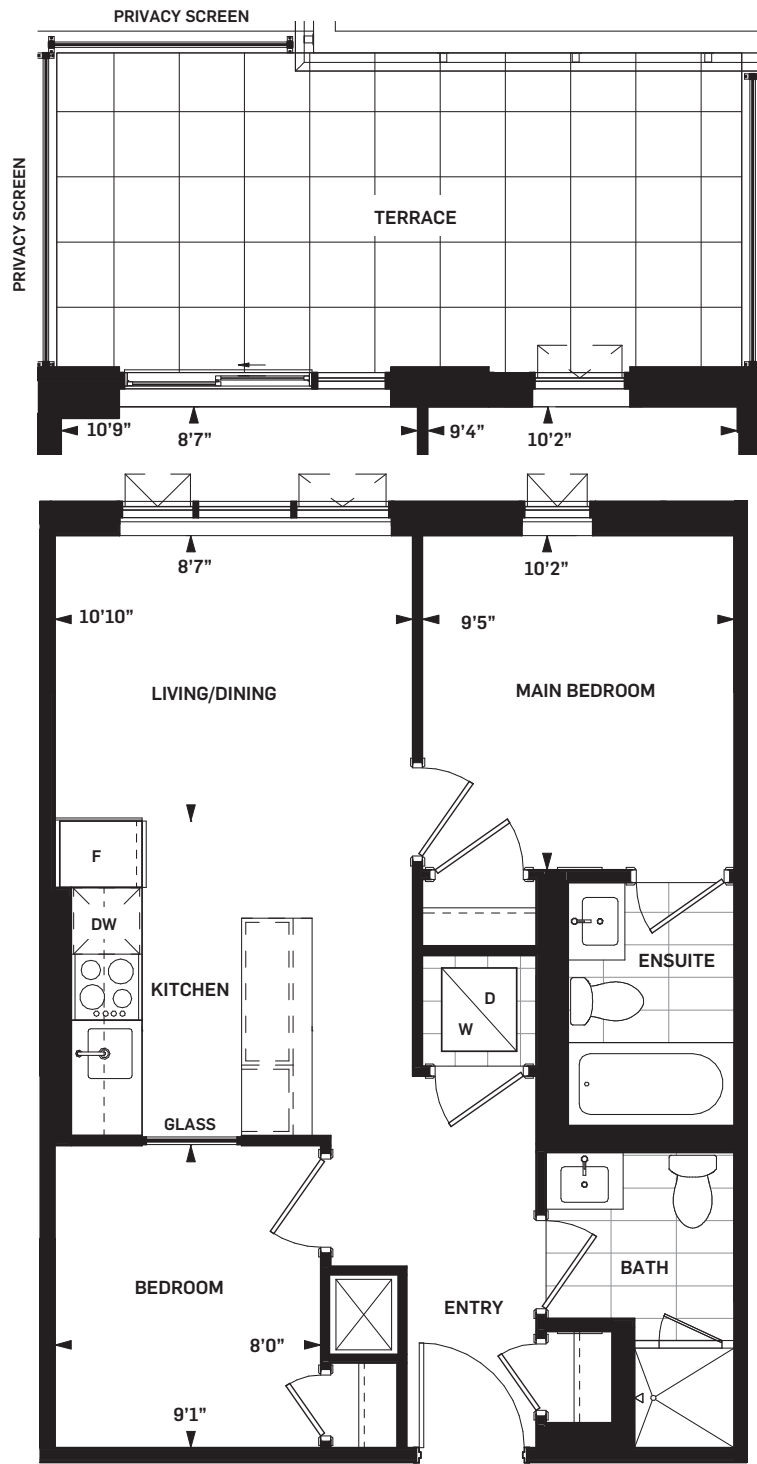 PRIVACY SCREEN
PRIVACY SCREEN
TERRACE
10’9”
8’7”
9’4”
10’2”
8’7”
10’2”
10’10”
9’5”
LIVING/DINING
MAIN BEDROOM
F
DW
KITCHEN
ENSUITE
D
W
GLASS
BEDROOM
BATH
ENTRY
8’0”
9’1”